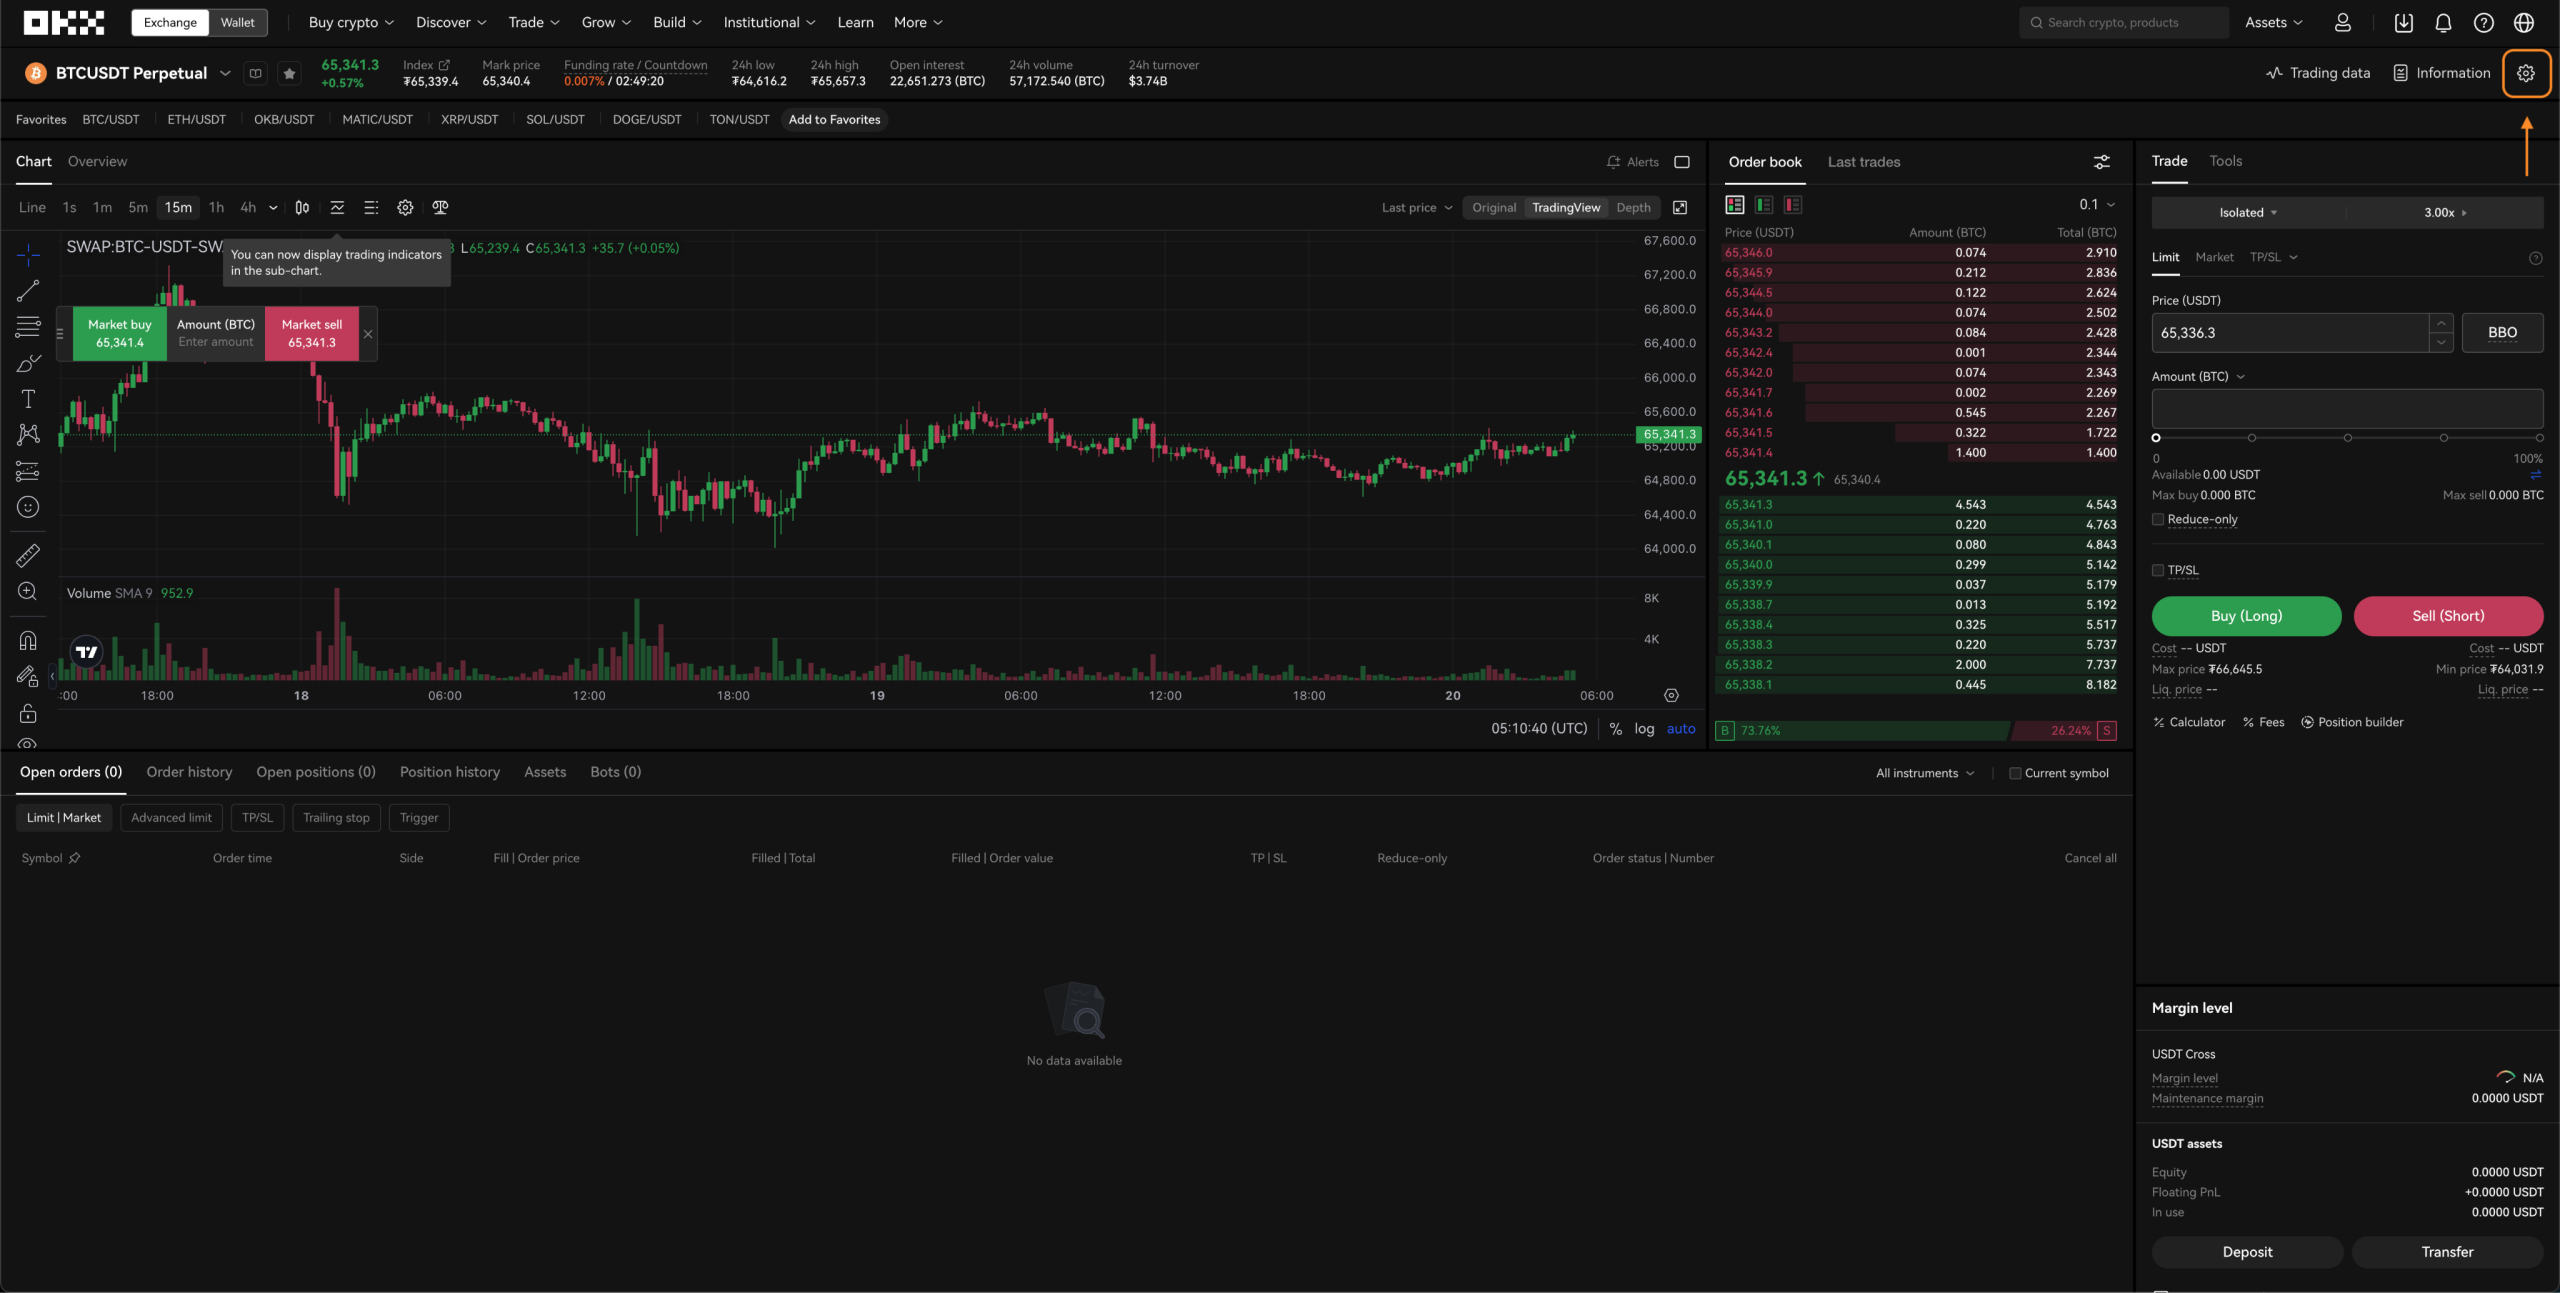 OKX Exchange Wallet Buy crypto Discover Trade Grow Build Institutional Learn More Search crypto, products Assets
BTCUSDT Perpetual
65,341.3
+0.57%
Index
₮65,339.4
Mark price
65,340.4
Funding rate / Countdown
0.007% / 02:49:20
24h low
₮64,616.2
24h high
₮65,657.3
Open interest
22,651.273 (BTC)
24h volume
57,172.540 (BTC)
24h turnover
$3.74B
Trading data Information
Favorites BTC/USDT ETH/USDT OKB/USDT MATIC/USDT XRP/USDT SOL/USDT DOGE/USDT TON/USDT Add to Favorites
Chart Overview Alerts
Line 1s 1m 5m 15m 1h 4h Last price Original TradingView Depth
SWAP:BTC-USDT-SW L65,239.4 C65,341.3 +35.7 (+0.05%)
You can now display trading indicators
in the sub-chart.
Market buy
65,341.4
Amount (BTC)
Enter amount
Market sell
65,341.3
67,600.0
67,200.0
66,800.0
66,400.0
66,000.0
65,600.0
65,341.3
65,200.0
64,800.0
64,400.0
64,000.0
Volume SMA 9 952.9
8K
4K
:00 18:00 18 06:00 12:00 18:00 19 06:00 12:00 18:00 20 06:00
05:10:40 (UTC) % log auto
Order book Last trades
0.1
Price (USDT) Amount (BTC) Total (BTC)
65,346.0 0.074 2.910
65,345.9 0.212 2.836
65,344.5 0.122 2.624
65,344.0 0.074 2.502
65,343.2 0.084 2.428
65,342.4 0.001 2.344
65,342.0 0.074 2.343
65,341.7 0.002 2.269
65,341.6 0.545 2.267
65,341.5 0.322 1.722
65,341.4 1.400 1.400
65,341.3 65,340.4
65,341.3 4.543 4.543
65,341.0 0.220 4.763
65,340.1 0.080 4.843
65,340.0 0.299 5.142
65,339.9 0.037 5.179
65,338.7 0.013 5.192
65,338.4 0.325 5.517
65,338.3 0.220 5.737
65,338.2 2.000 7.737
65,338.1 0.445 8.182
B 73.76% 26.24% S
Trade Tools
Isolated 3.00x
Limit Market TP/SL
Price (USDT)
65,336.3 BBO
Amount (BTC)
0 100%
Available 0.00 USDT
Max buy 0.000 BTC Max sell 0.000 BTC
Reduce-only
TP/SL
Buy (Long) Sell (Short)
Cost -- USDT Cost -- USDT
Max price ₮66,645.5 Min price ₮64,031.9
Liq. price -- Liq. price --
Calculator Fees Position builder
Open orders (0) Order history Open positions (0) Position history Assets Bots (0) All instruments Current symbol
Limit | Market Advanced limit TP/SL Trailing stop Trigger
Symbol Order time Side Fill | Order price Filled | Total Filled | Order value TP | SL Reduce-only Order status | Number Cancel all
No data available
Margin level
USDT Cross
Margin level N/A
Maintenance margin 0.0000 USDT
USDT assets
Equity 0.0000 USDT
Floating PnL +0.0000 USDT
In use 0.0000 USDT
Deposit Transfer